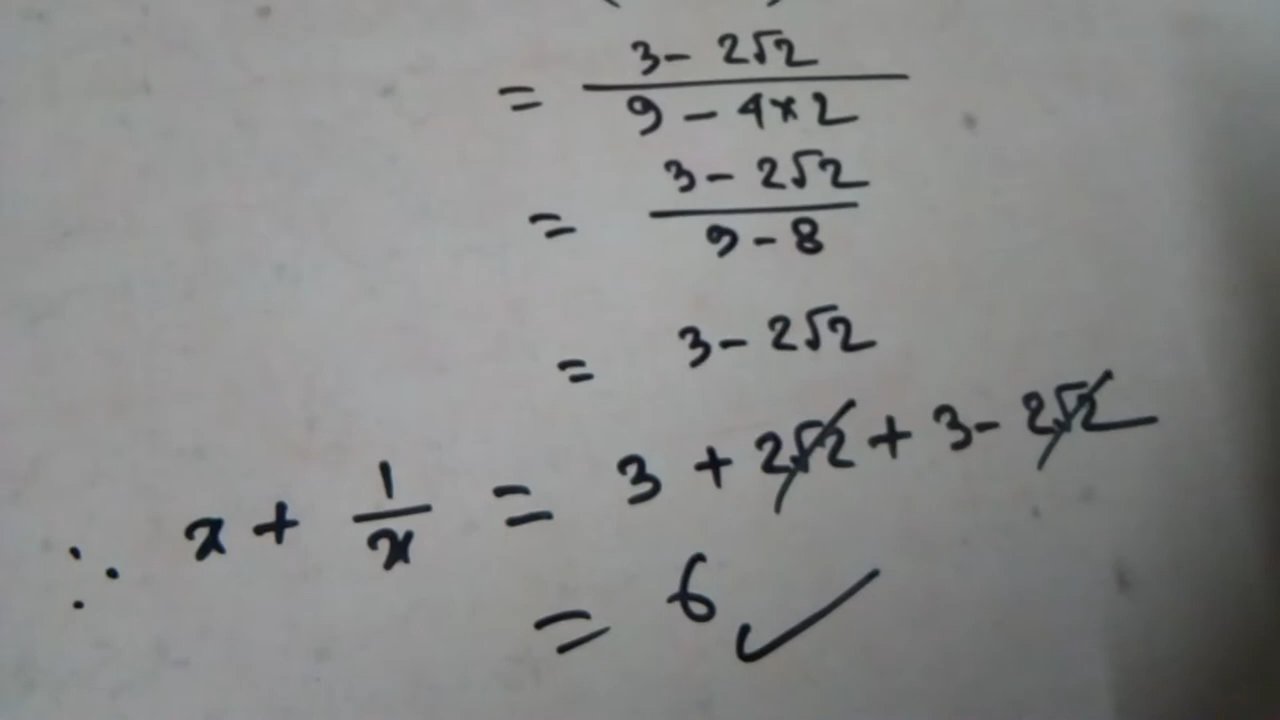 = (3 - 2√2)/(9 - 4×2)
= (3 - 2√2)/(9 - 8)
= 3 - 2√2
∴ x + 1/x = 3 + 2√2 + 3 - 2√2
= 6 ✓